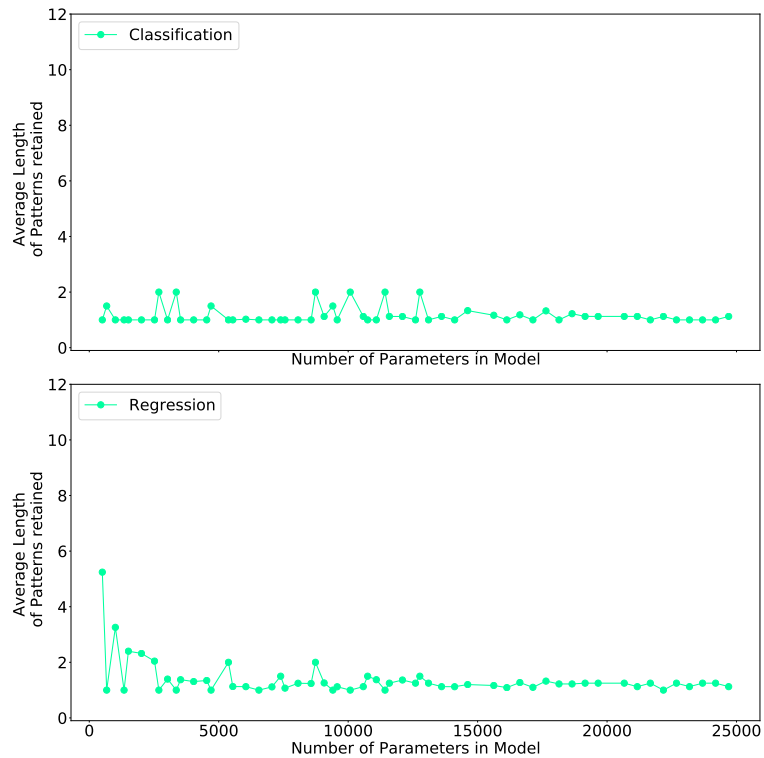 12
10
8
6
4
2
0
Average Length
of Patterns retained
Classification
Number of Parameters in Model
12
10
8
6
4
2
0
Average Length
of Patterns retained
Regression
0 5000 10000 15000 20000 25000
Number of Parameters in Model